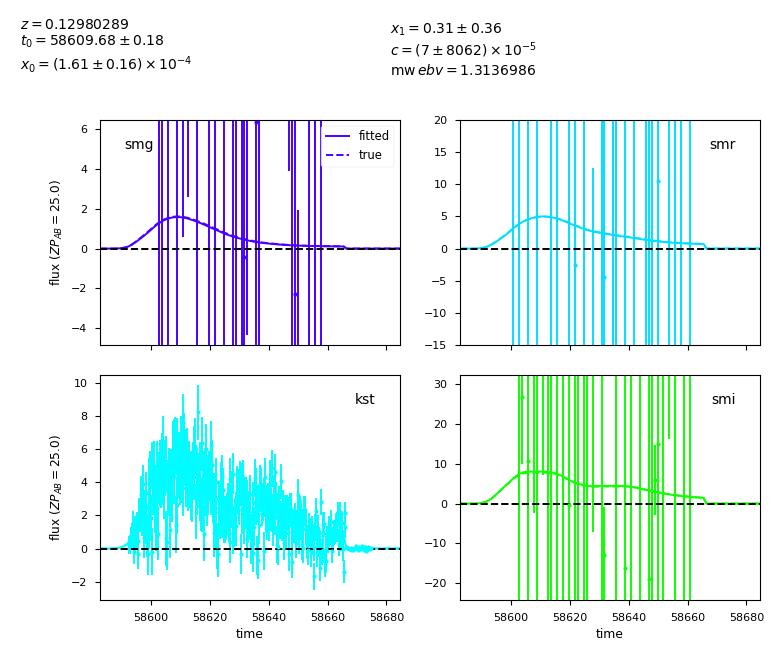 z = 0.12980289
t₀ = 58609.68 ± 0.18
x₀ = (1.61 ± 0.16) × 10⁻⁴
x₁ = 0.31 ± 0.36
c = (7 ± 8062) × 10⁻⁵
mw ebv = 1.3136986
smg
fitted
true
6
4
2
0
−2
−4
flux (ZP_AB = 25.0)
smr
20
15
10
5
0
−5
−10
−15
kst
10
8
6
4
2
0
−2
flux (ZP_AB = 25.0)
58600 58620 58640 58660 58680
time
smi
30
20
10
0
−10
−20
58600 58620 58640 58660 58680
time